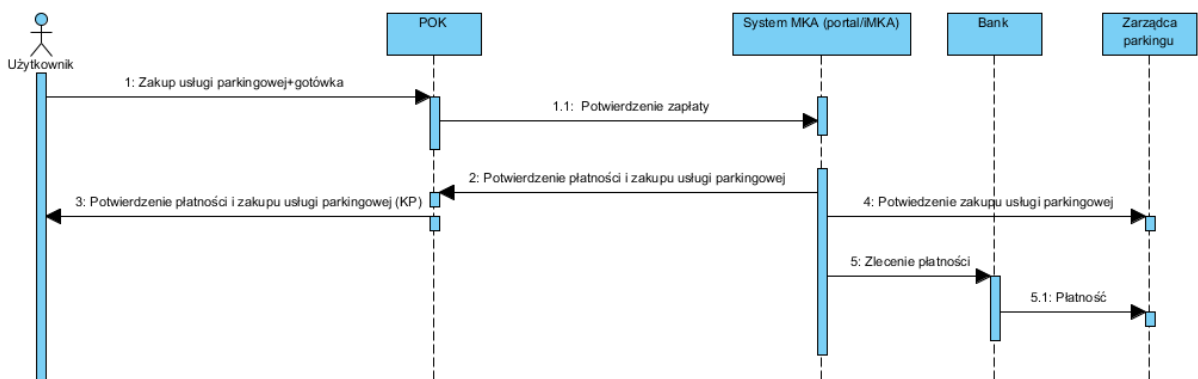 Użytkownik
POK
System MKA (portal/iMKA)
Bank
Zarządca
parkingu
1: Zakup usługi parkingowej+gotówka
1.1: Potwierdzenie zapłaty
2: Potwierdzenie płatności i zakupu usługi parkingowej
3: Potwierdzenie płatności i zakupu usługi parkingowej (KP)
4: Potwiedzenie zakupu usługi parkingowej
5: Zlecenie płatności
5.1: Płatność